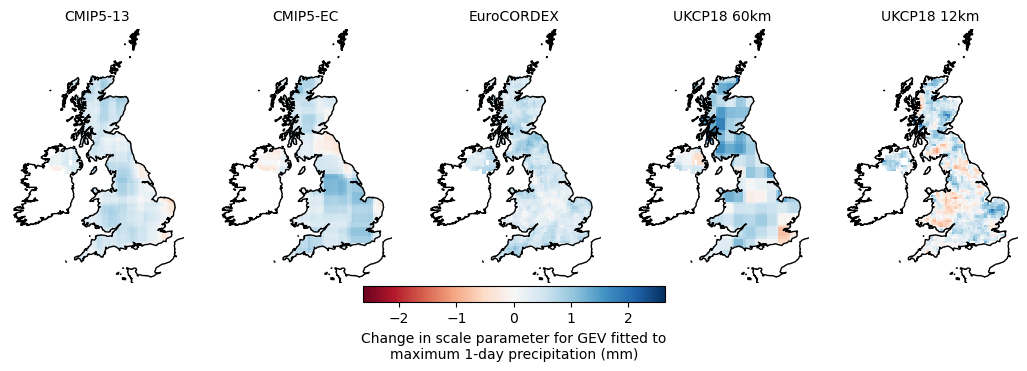 CMIP5-13 CMIP5-EC EuroCORDEX UKCP18 60km UKCP18 12km
−2 −1 0 1 2
Change in scale parameter for GEV fitted to
maximum 1-day precipitation (mm)